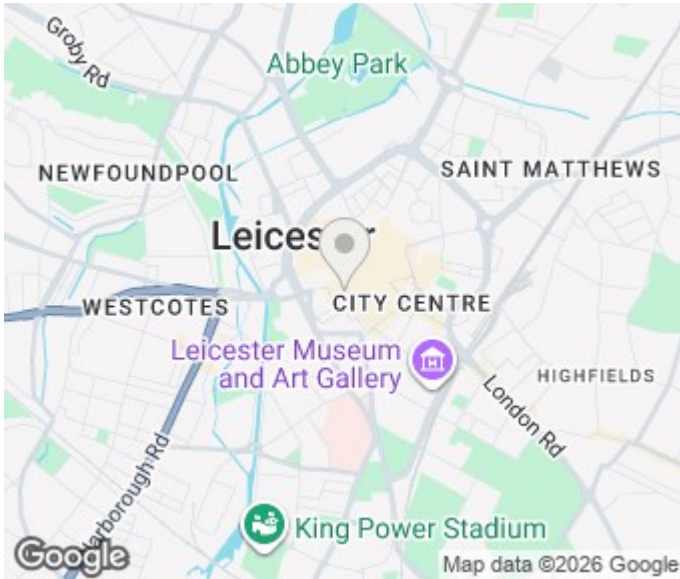 Groby Rd
Abbey Park
NEWFOUNDPOOL
SAINT MATTHEWS
Leicester
WESTCOTES
CITY CENTRE
Leicester Museum
and Art Gallery
HIGHFIELDS
London Rd
Narborough Rd
King Power Stadium
Google
Map data ©2026 Google